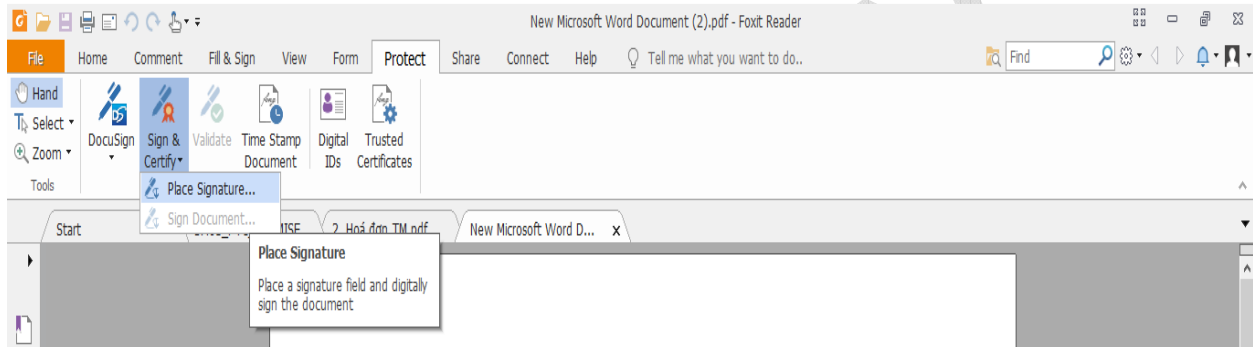 New Microsoft Word Document (2).pdf - Foxit Reader
File Home Comment Fill & Sign View Form Protect Share Connect Help Tell me what you want to do.. Find
Hand
Select
Zoom
Tools
DocuSign
Sign & Certify
Validate
Time Stamp Document
Digital IDs
Trusted Certificates
Place Signature...
Sign Document...
Start
2_Hoá đơn TM.pdf
New Microsoft Word D... x
Place Signature
Place a signature field and digitally
sign the document